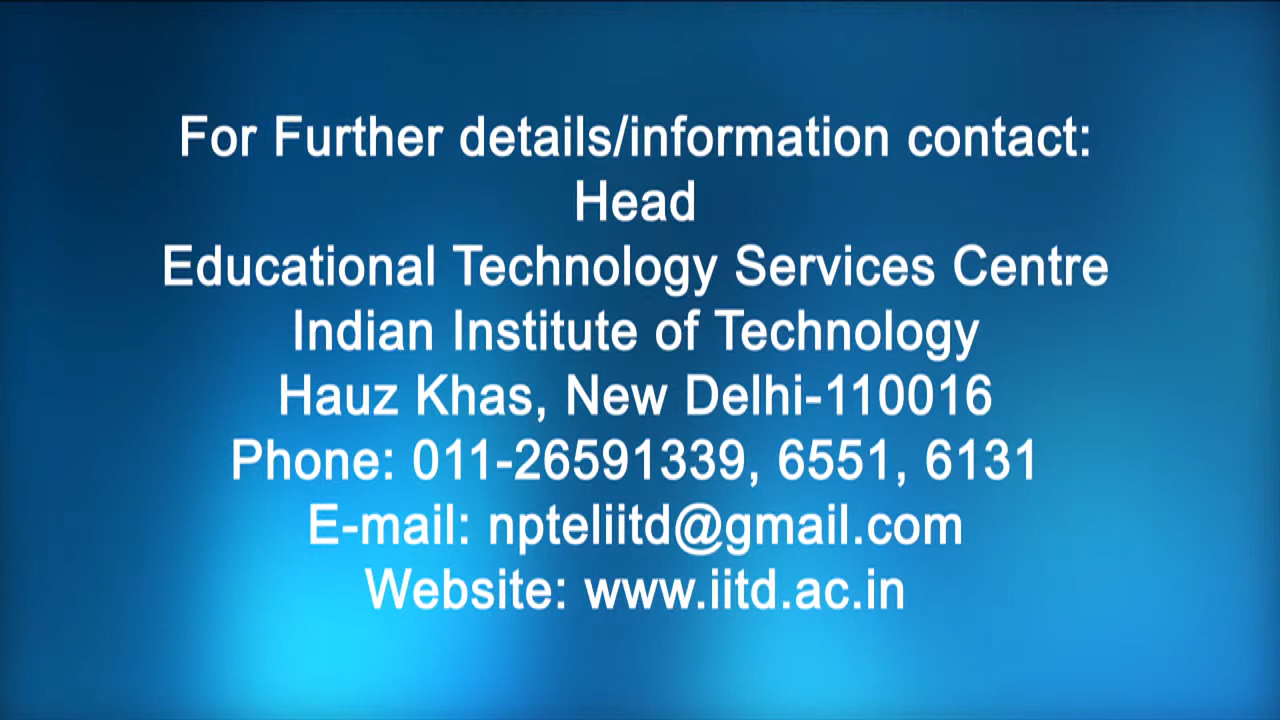 For Further details/information contact:
Head
Educational Technology Services Centre
Indian Institute of Technology
Hauz Khas, New Delhi-110016
Phone: 011-26591339, 6551, 6131
E-mail: npteliitd@gmail.com
Website: www.iitd.ac.in